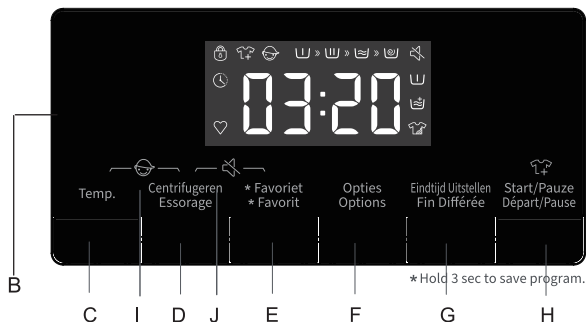 03:20
Temp.
Centrifugeren
Essorage
* Favoriet
* Favorit
Opties
Options
Eindtijd Uitstellen
Fin Différée
Start/Pauze
Départ/Pause
* Hold 3 sec to save program.
B
C I D J E F G H